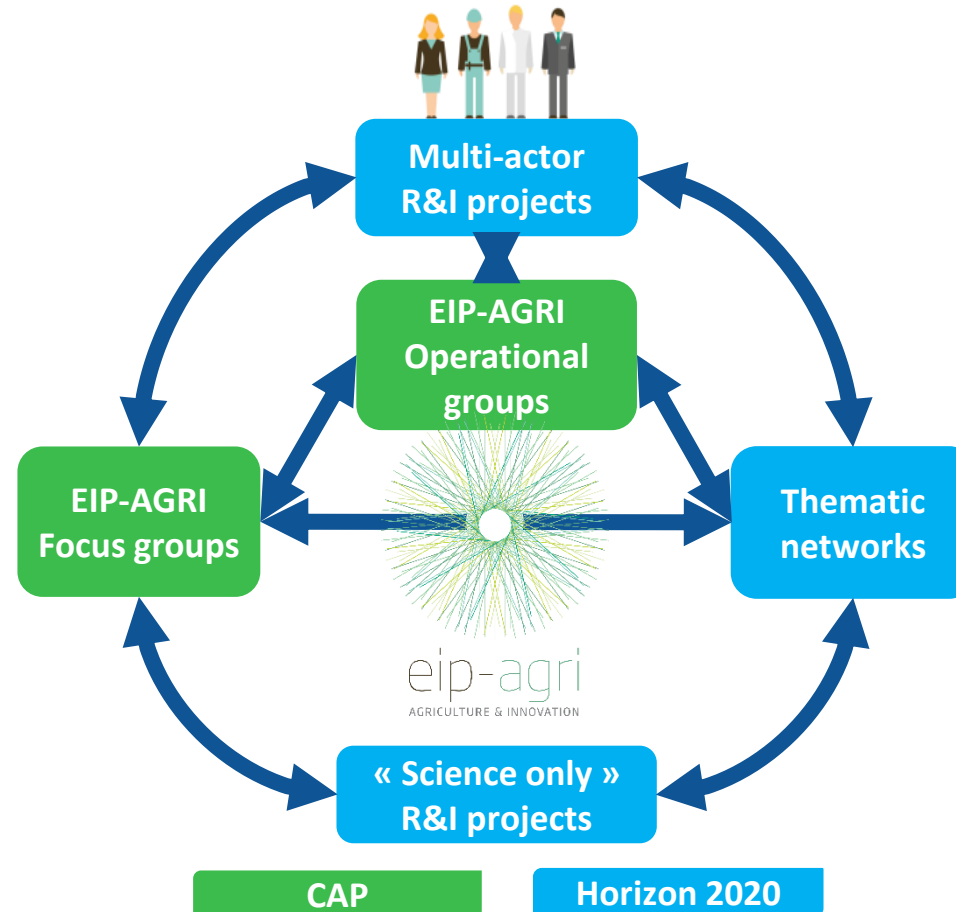 Multi-actor
R&I projects
EIP-AGRI
Operational
groups
EIP-AGRI
Focus groups
Thematic
networks
eip-agri
AGRICULTURE & INNOVATION
« Science only »
R&I projects
CAP
Horizon 2020